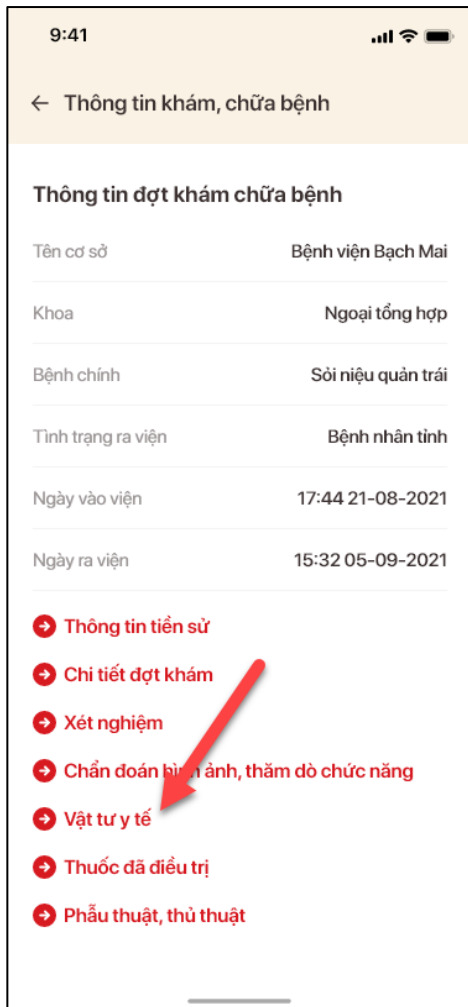 9:41
Thông tin khám, chữa bệnh
Thông tin đợt khám chữa bệnh
Tên cơ sở Bệnh viện Bạch Mai
Khoa Ngoại tổng hợp
Bệnh chính Sỏi niệu quản trái
Tình trạng ra viện Bệnh nhân tỉnh
Ngày vào viện 17:44 21-08-2021
Ngày ra viện 15:32 05-09-2021
Thông tin tiền sử
Chi tiết đợt khám
Xét nghiệm
Chẩn đoán hình ảnh, thăm dò chức năng
Vật tư y tế
Thuốc đã điều trị
Phẫu thuật, thủ thuật